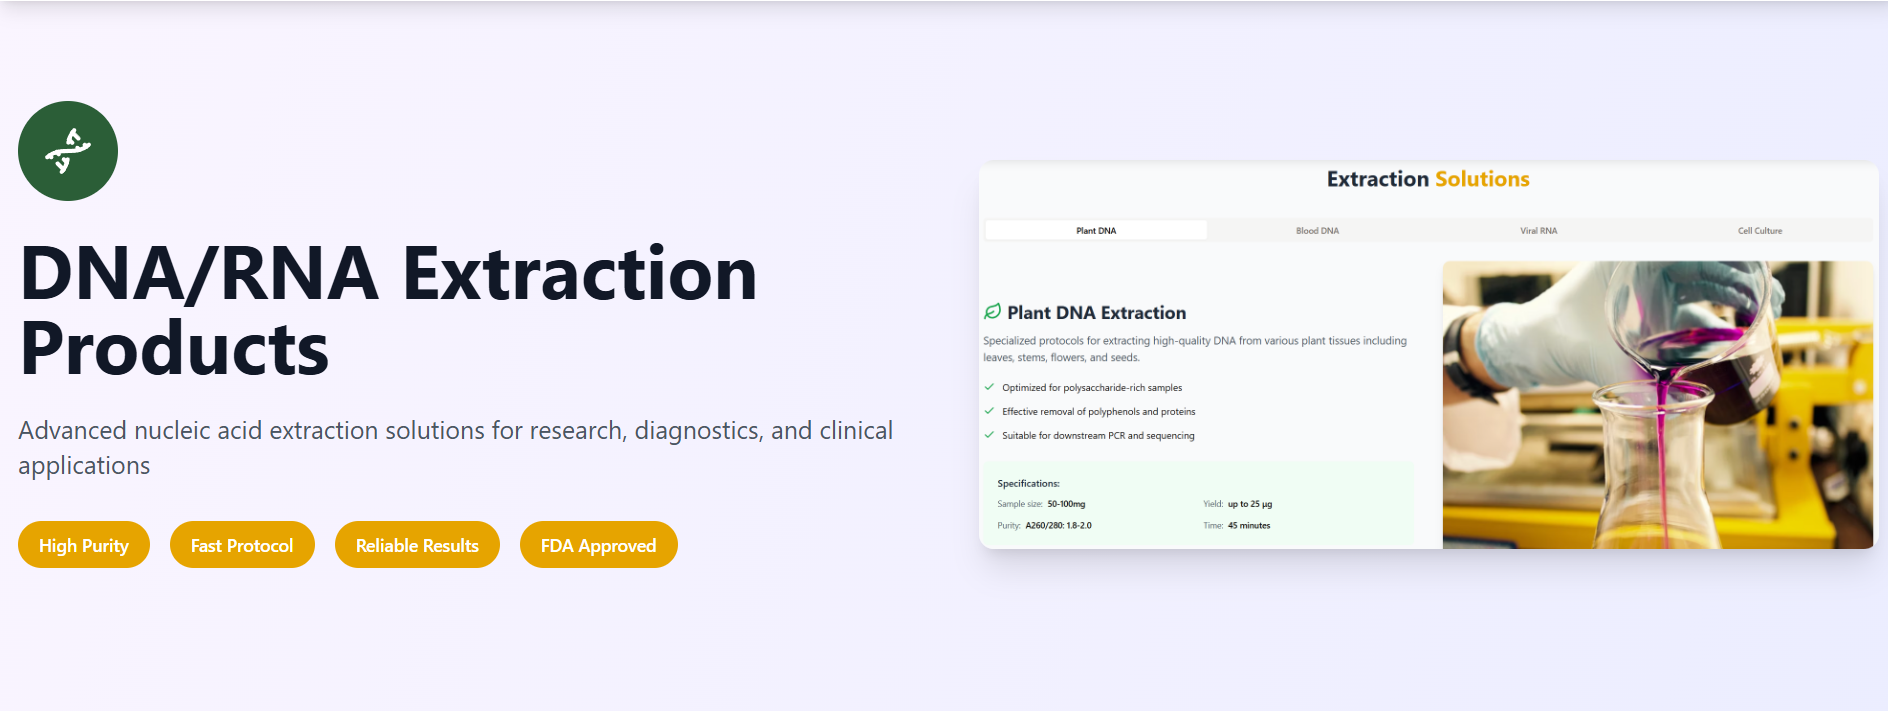 DNA/RNA Extraction
Products
Advanced nucleic acid extraction solutions for research, diagnostics, and clinical
applications
High Purity
Fast Protocol
Reliable Results
FDA Approved
Extraction Solutions
Plant DNA
Blood DNA
Viral RNA
Cell Culture
Plant DNA Extraction
Specialized protocols for extracting high-quality DNA from various plant tissues including
leaves, stems, flowers, and seeds.
Optimized for polysaccharide-rich samples
Effective removal of polyphenols and proteins
Suitable for downstream PCR and sequencing
Specifications:
Sample size: 50-100mg
Yield: up to 25 μg
Purity: A260/280: 1.8-2.0
Time: 45 minutes